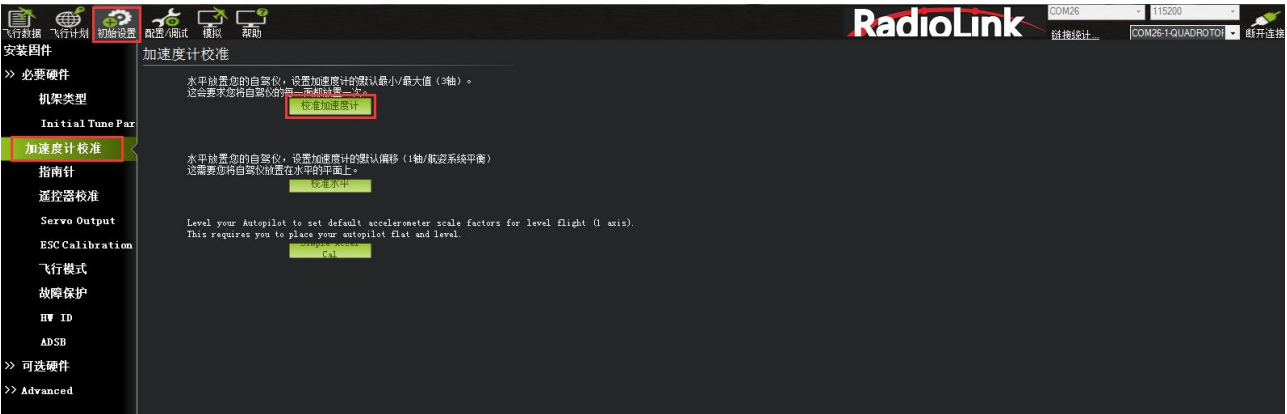 飞行数据 飞行计划 初始设置 配置/调试 模拟 帮助
RadioLink
COM26 115200
链接统计... COM26-1-QUADROTOR 断开连接
安装固件
加速度计校准
>> 必要硬件
机架类型
Initial Tune Par
加速度计校准
指南针
遥控器校准
Servo Output
ESC Calibration
飞行模式
故障保护
HW ID
ADSB
>> 可选硬件
>> Advanced
水平放置您的自驾仪，设置加速度计的默认最小/最大值（3轴）。
这会要求您将自驾仪的每一面都放置一次。
校准加速度计
水平放置您的自驾仪，设置加速度计的默认偏移（1轴/航姿系统平衡）
这需要您将自驾仪放置在水平的平面上。
校准水平
Level your Autopilot to set default accelerometer scale factors for level flight (1 axis).
This requires you to place your autopilot flat and level.
Simple Accel
Cal